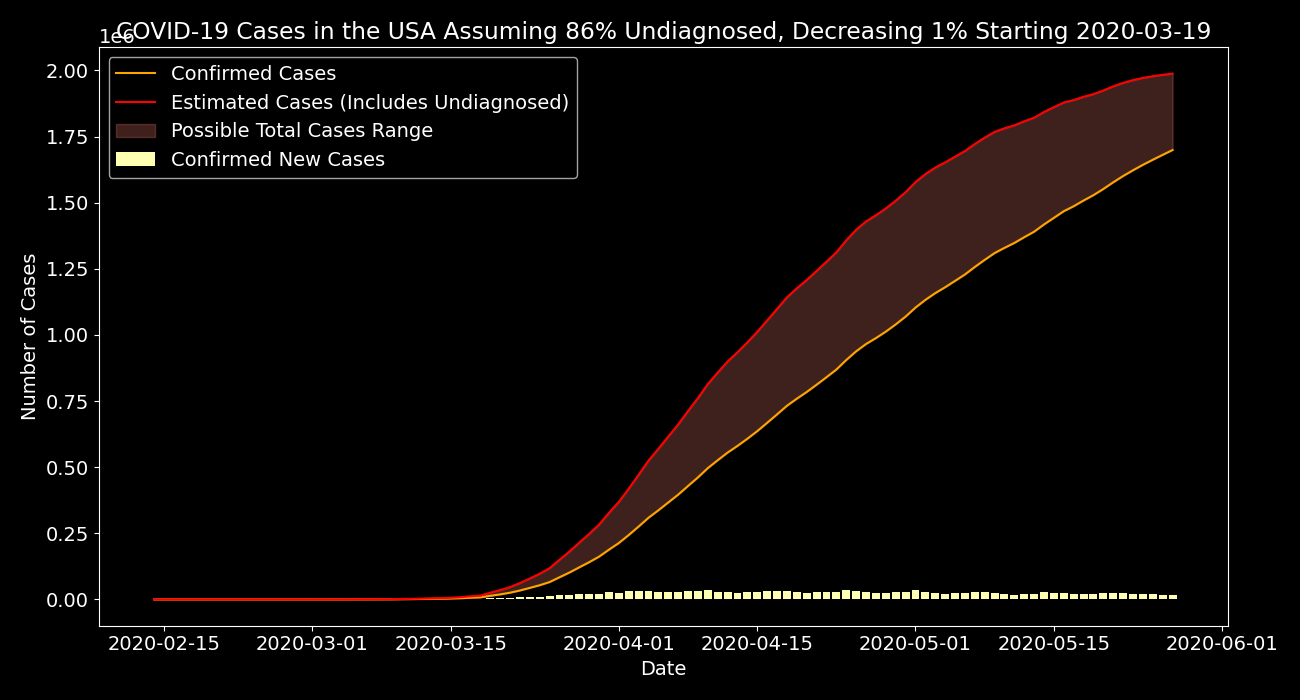 COVID-19 Cases in the USA Assuming 86% Undiagnosed, Decreasing 1% Starting 2020-03-19
1e6
Confirmed Cases
Estimated Cases (Includes Undiagnosed)
Possible Total Cases Range
Confirmed New Cases
2.00
1.75
1.50
1.25
1.00
0.75
0.50
0.25
0.00
Number of Cases
2020-02-15 2020-03-01 2020-03-15 2020-04-01 2020-04-15 2020-05-01 2020-05-15 2020-06-01
Date